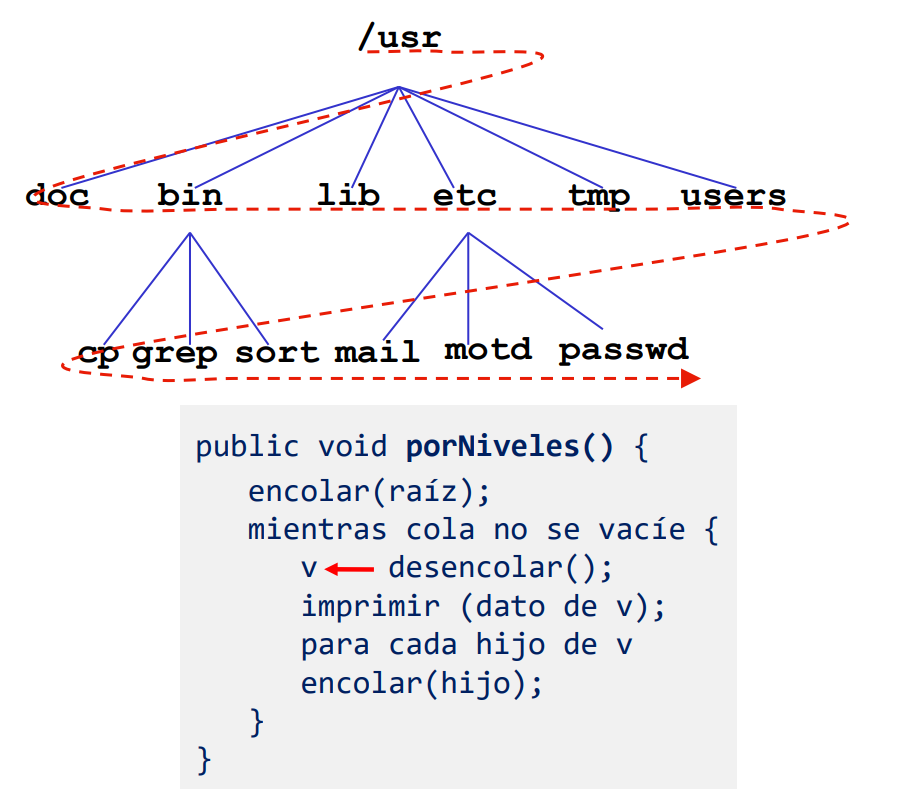 /usr
doc bin lib etc tmp users
cp grep sort mail motd passwd
public void porNiveles() {
encolar(raíz);
mientras cola no se vacíe {
v desencolar();
imprimir (dato de v);
para cada hijo de v
encolar(hijo);
}
}